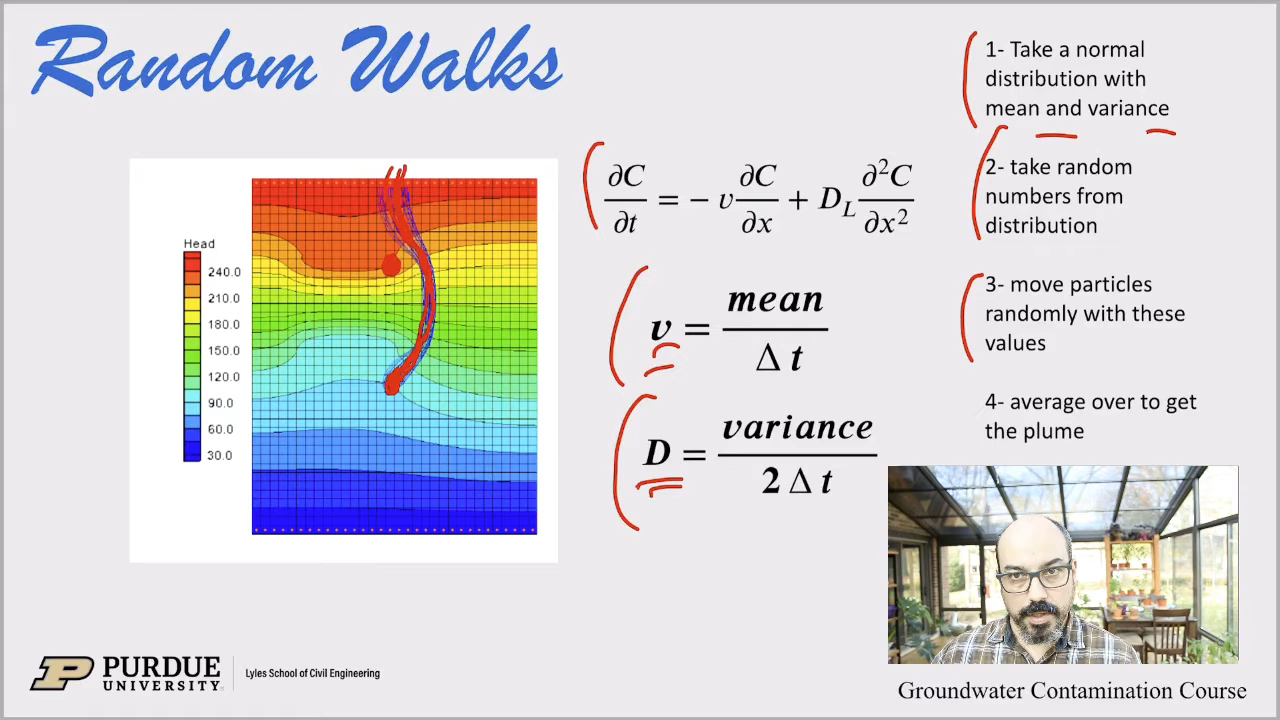 Random Walks
1- Take a normal
distribution with
mean and variance
2- take random
numbers from
distribution
3- move particles
randomly with these
values
4- average over to get
the plume
∂C/∂t = − v ∂C/∂x + D_L ∂²C/∂x²
v = mean / Δ t
D = variance / 2 Δ t
Head
240.0
210.0
180.0
150.0
120.0
90.0
60.0
30.0
PURDUE
UNIVERSITY
Lyles School of Civil Engineering
Groundwater Contamination Course